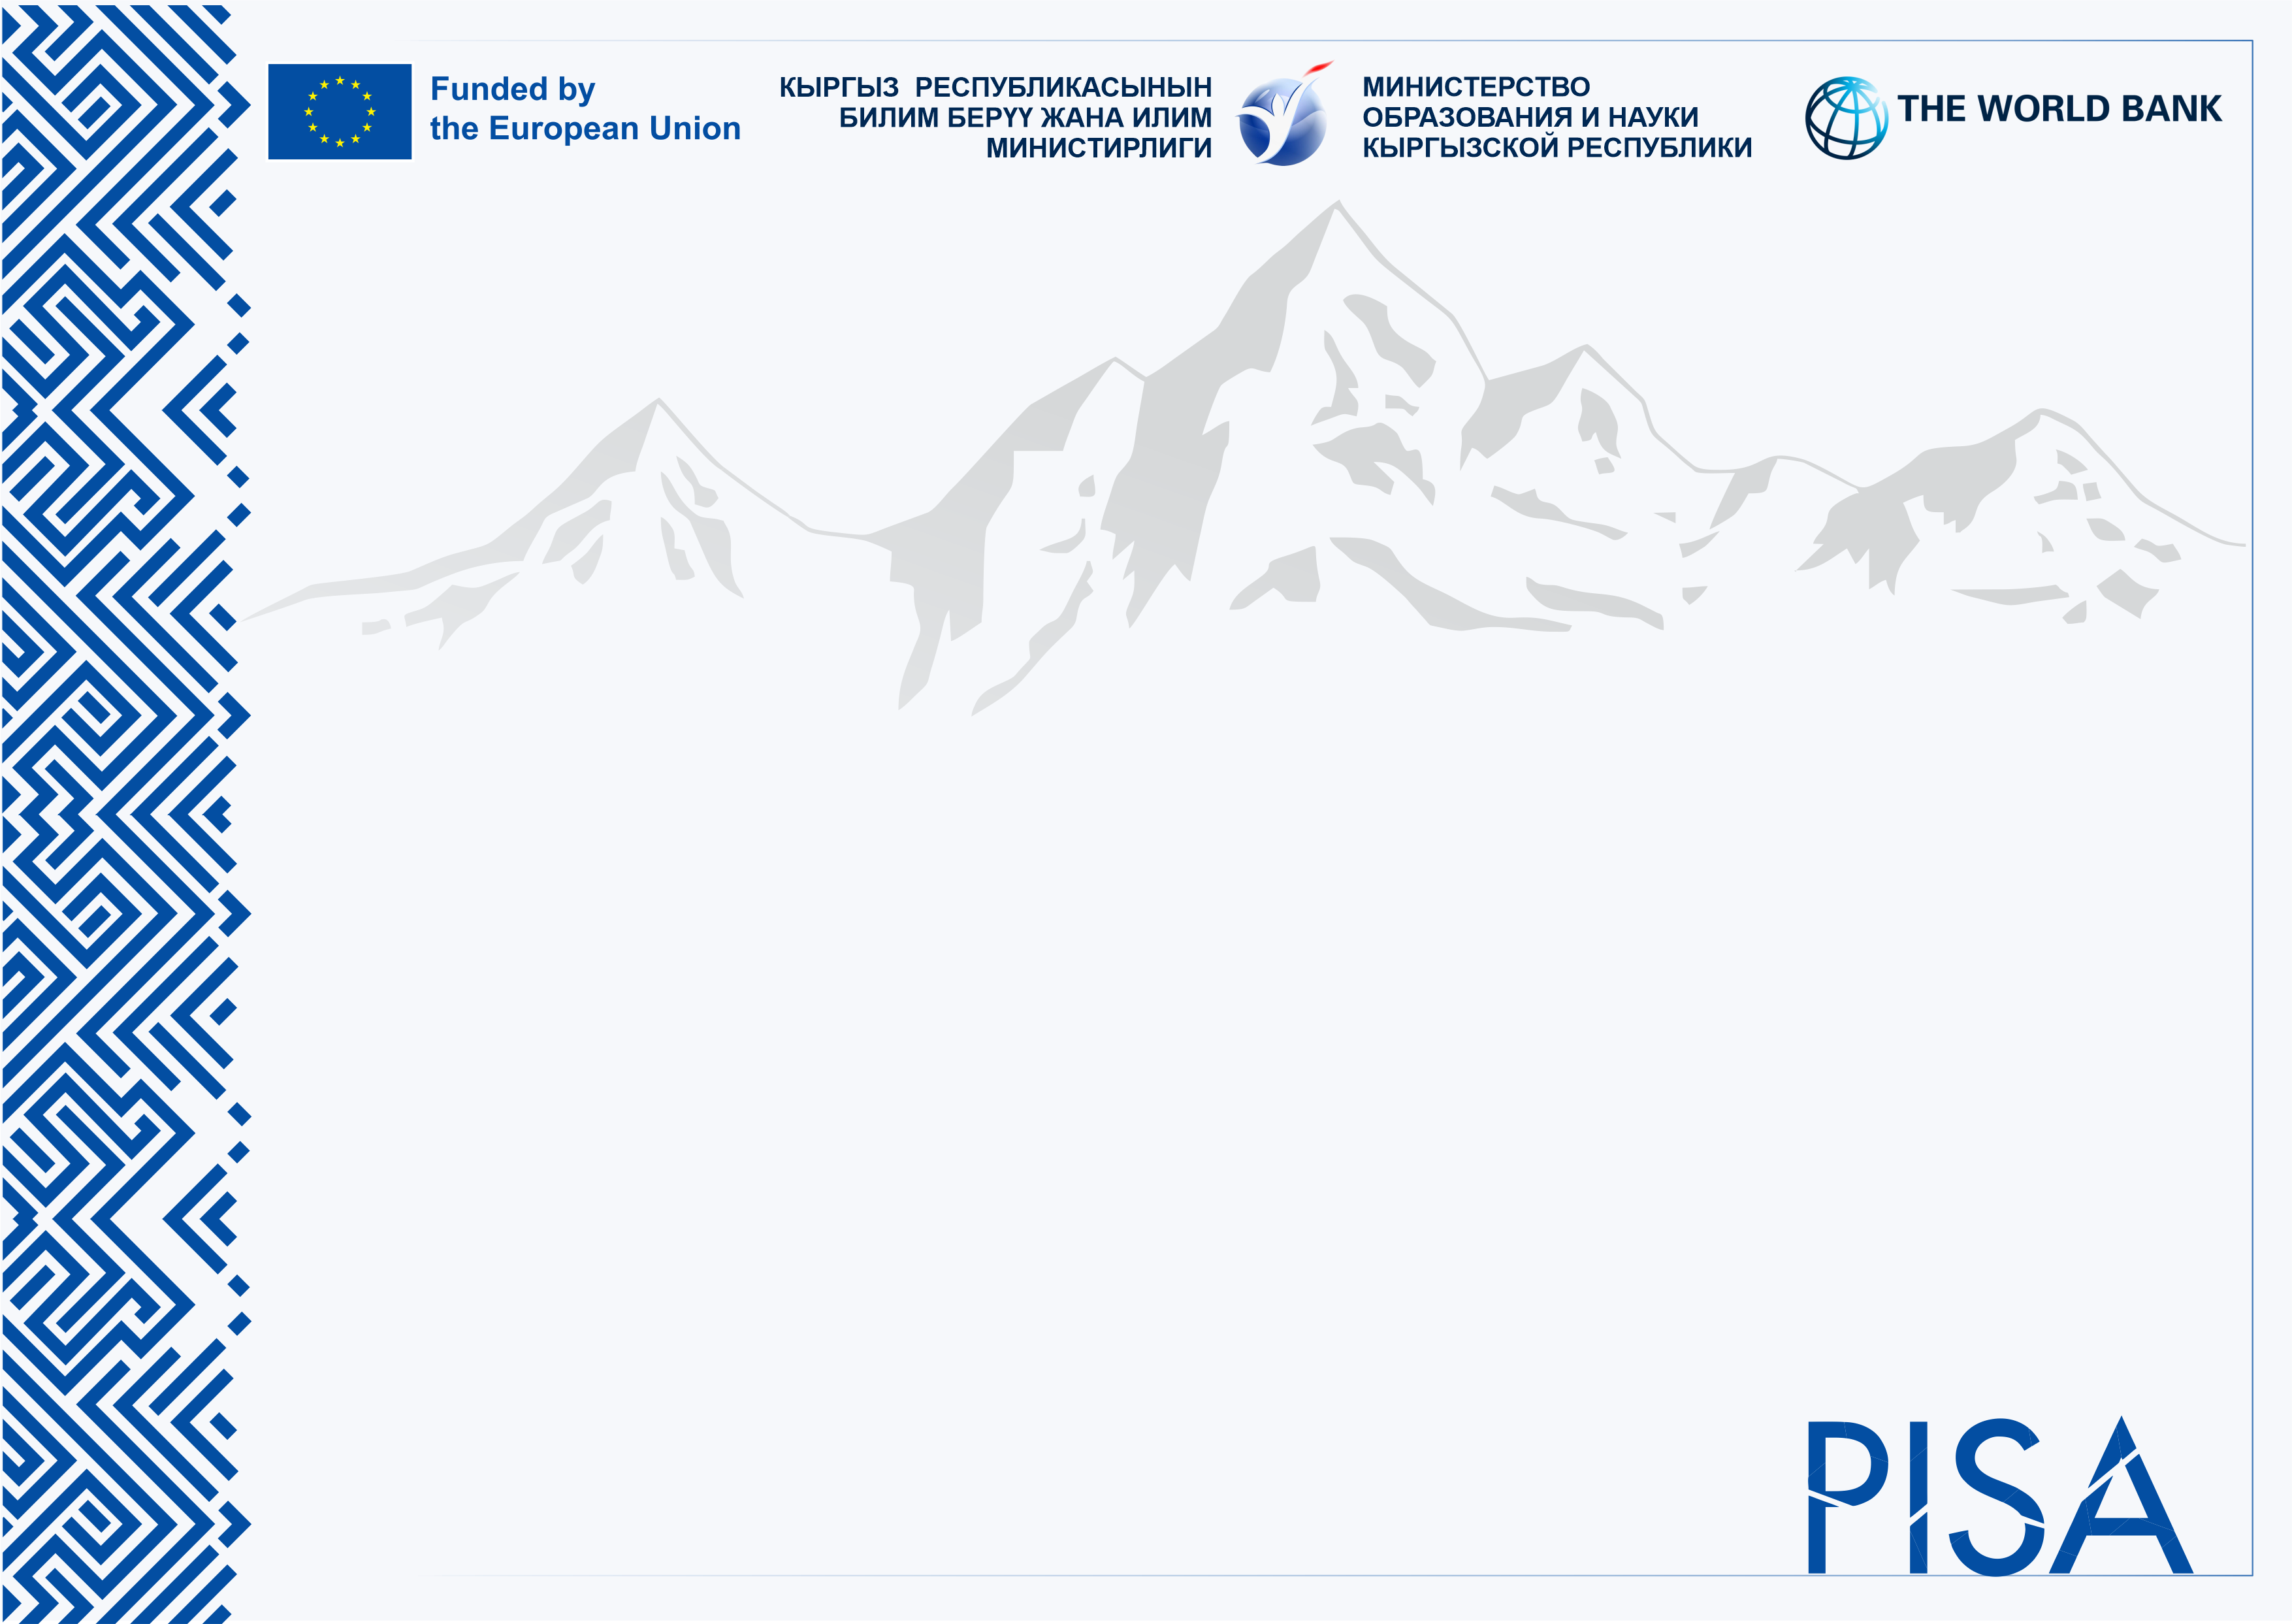 Funded by
the European Union
КЫРГЫЗ РЕСПУБЛИКАСЫНЫН
БИЛИМ БЕРҮҮ ЖАНА ИЛИМ
МИНИСТИРЛИГИ
МИНИСТЕРСТВО
ОБРАЗОВАНИЯ И НАУКИ
КЫРГЫЗСКОЙ РЕСПУБЛИКИ
THE WORLD BANK
PISA